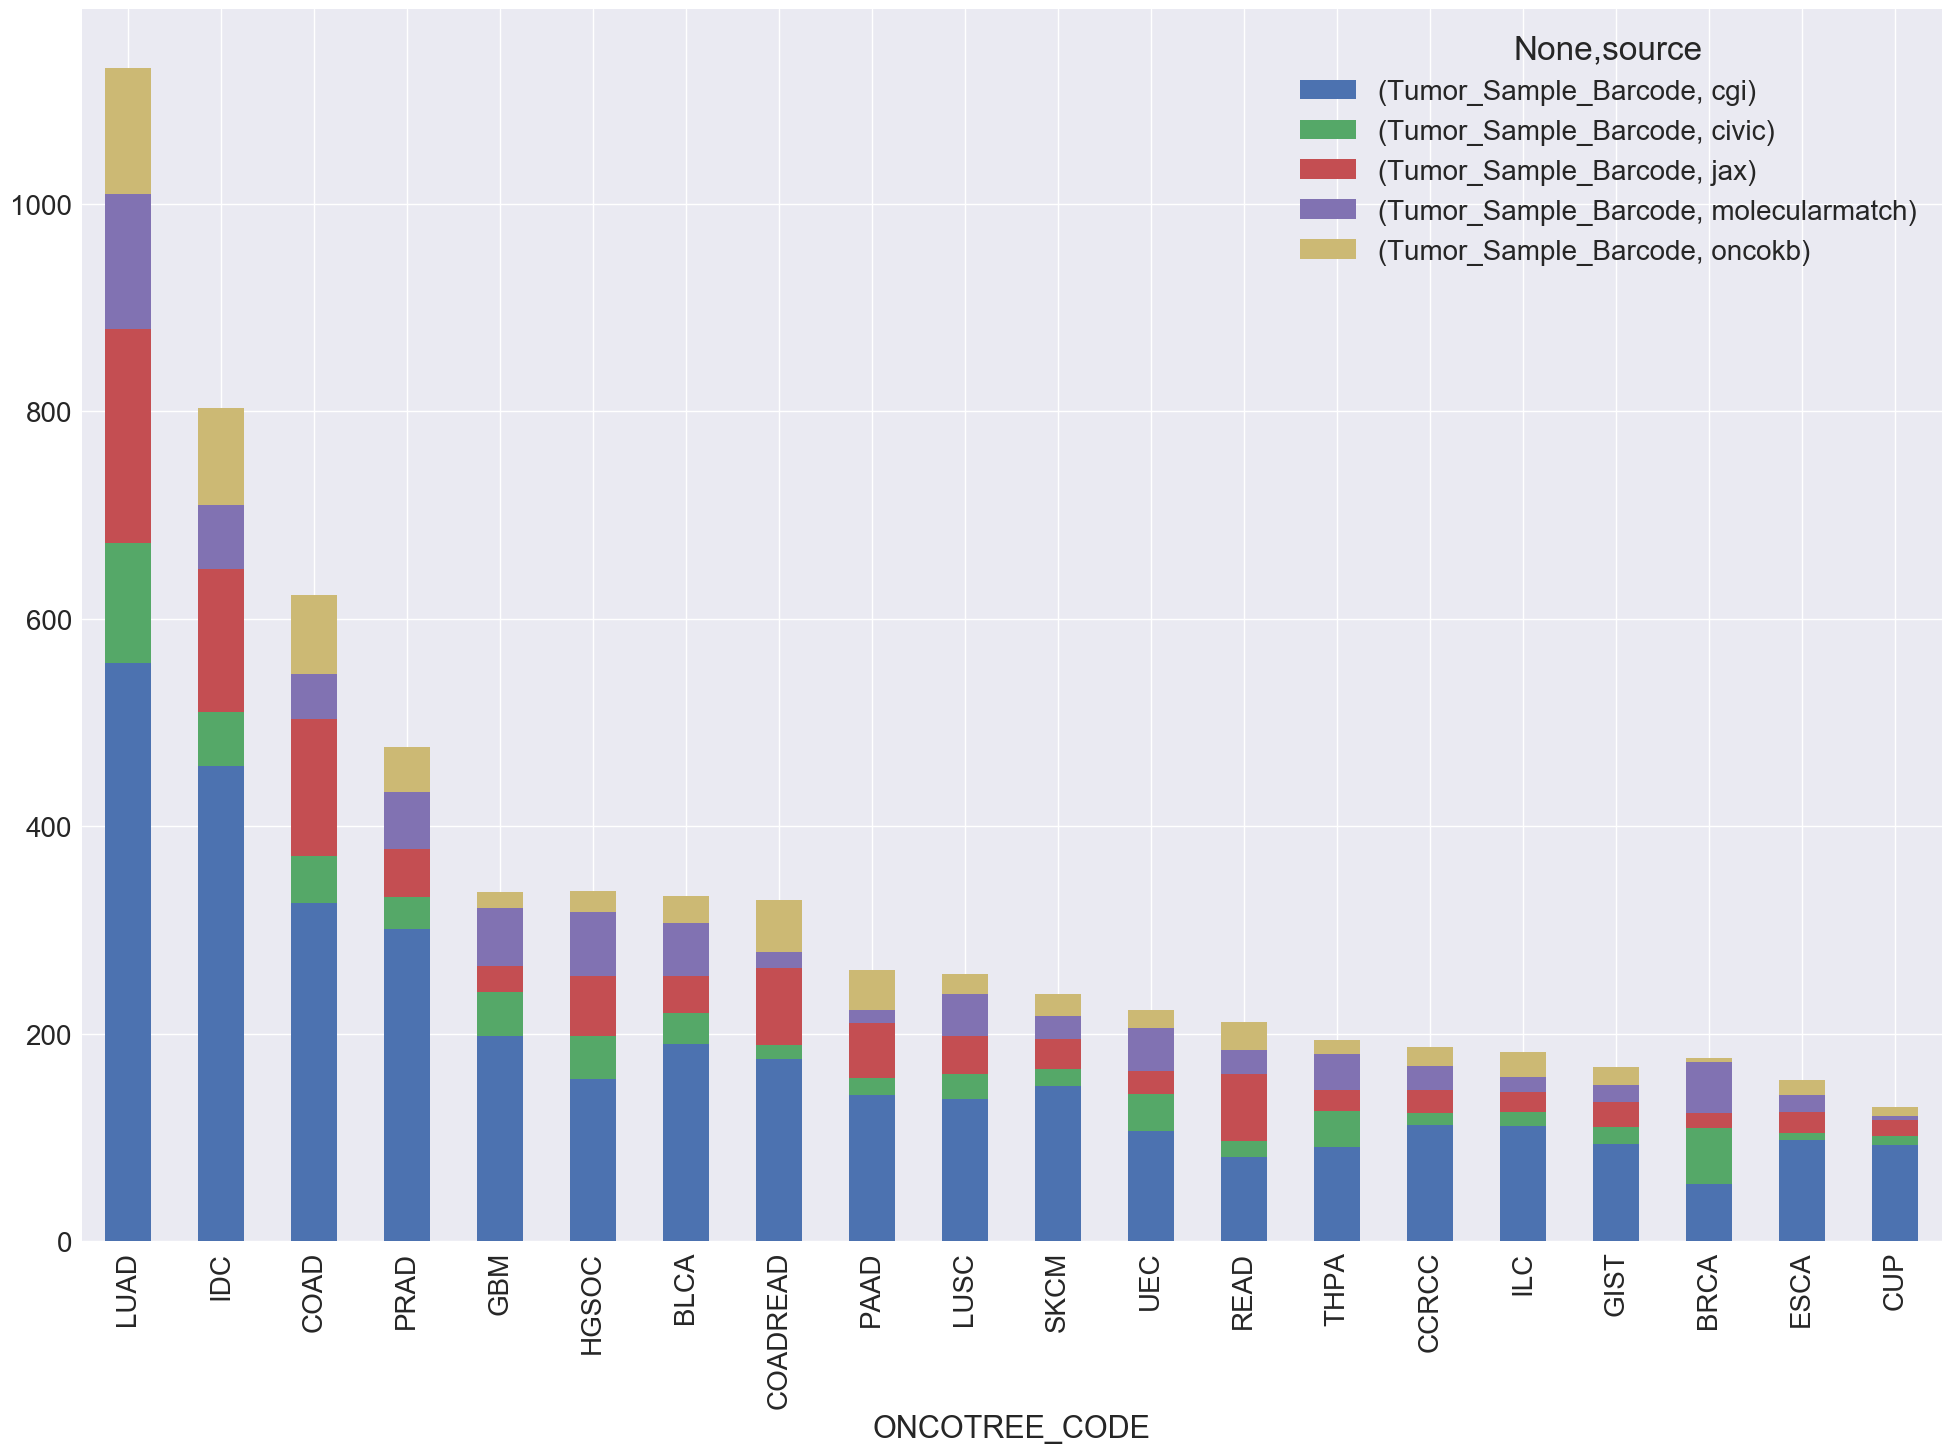 None,source
(Tumor_Sample_Barcode, cgi)
(Tumor_Sample_Barcode, civic)
(Tumor_Sample_Barcode, jax)
(Tumor_Sample_Barcode, molecularmatch)
(Tumor_Sample_Barcode, oncokb)
1000
800
600
400
200
0
LUAD
IDC
COAD
PRAD
GBM
HGSOC
BLCA
COADREAD
PAAD
LUSC
SKCM
UEC
READ
THPA
CCRCC
ILC
GIST
BRCA
ESCA
CUP
ONCOTREE_CODE